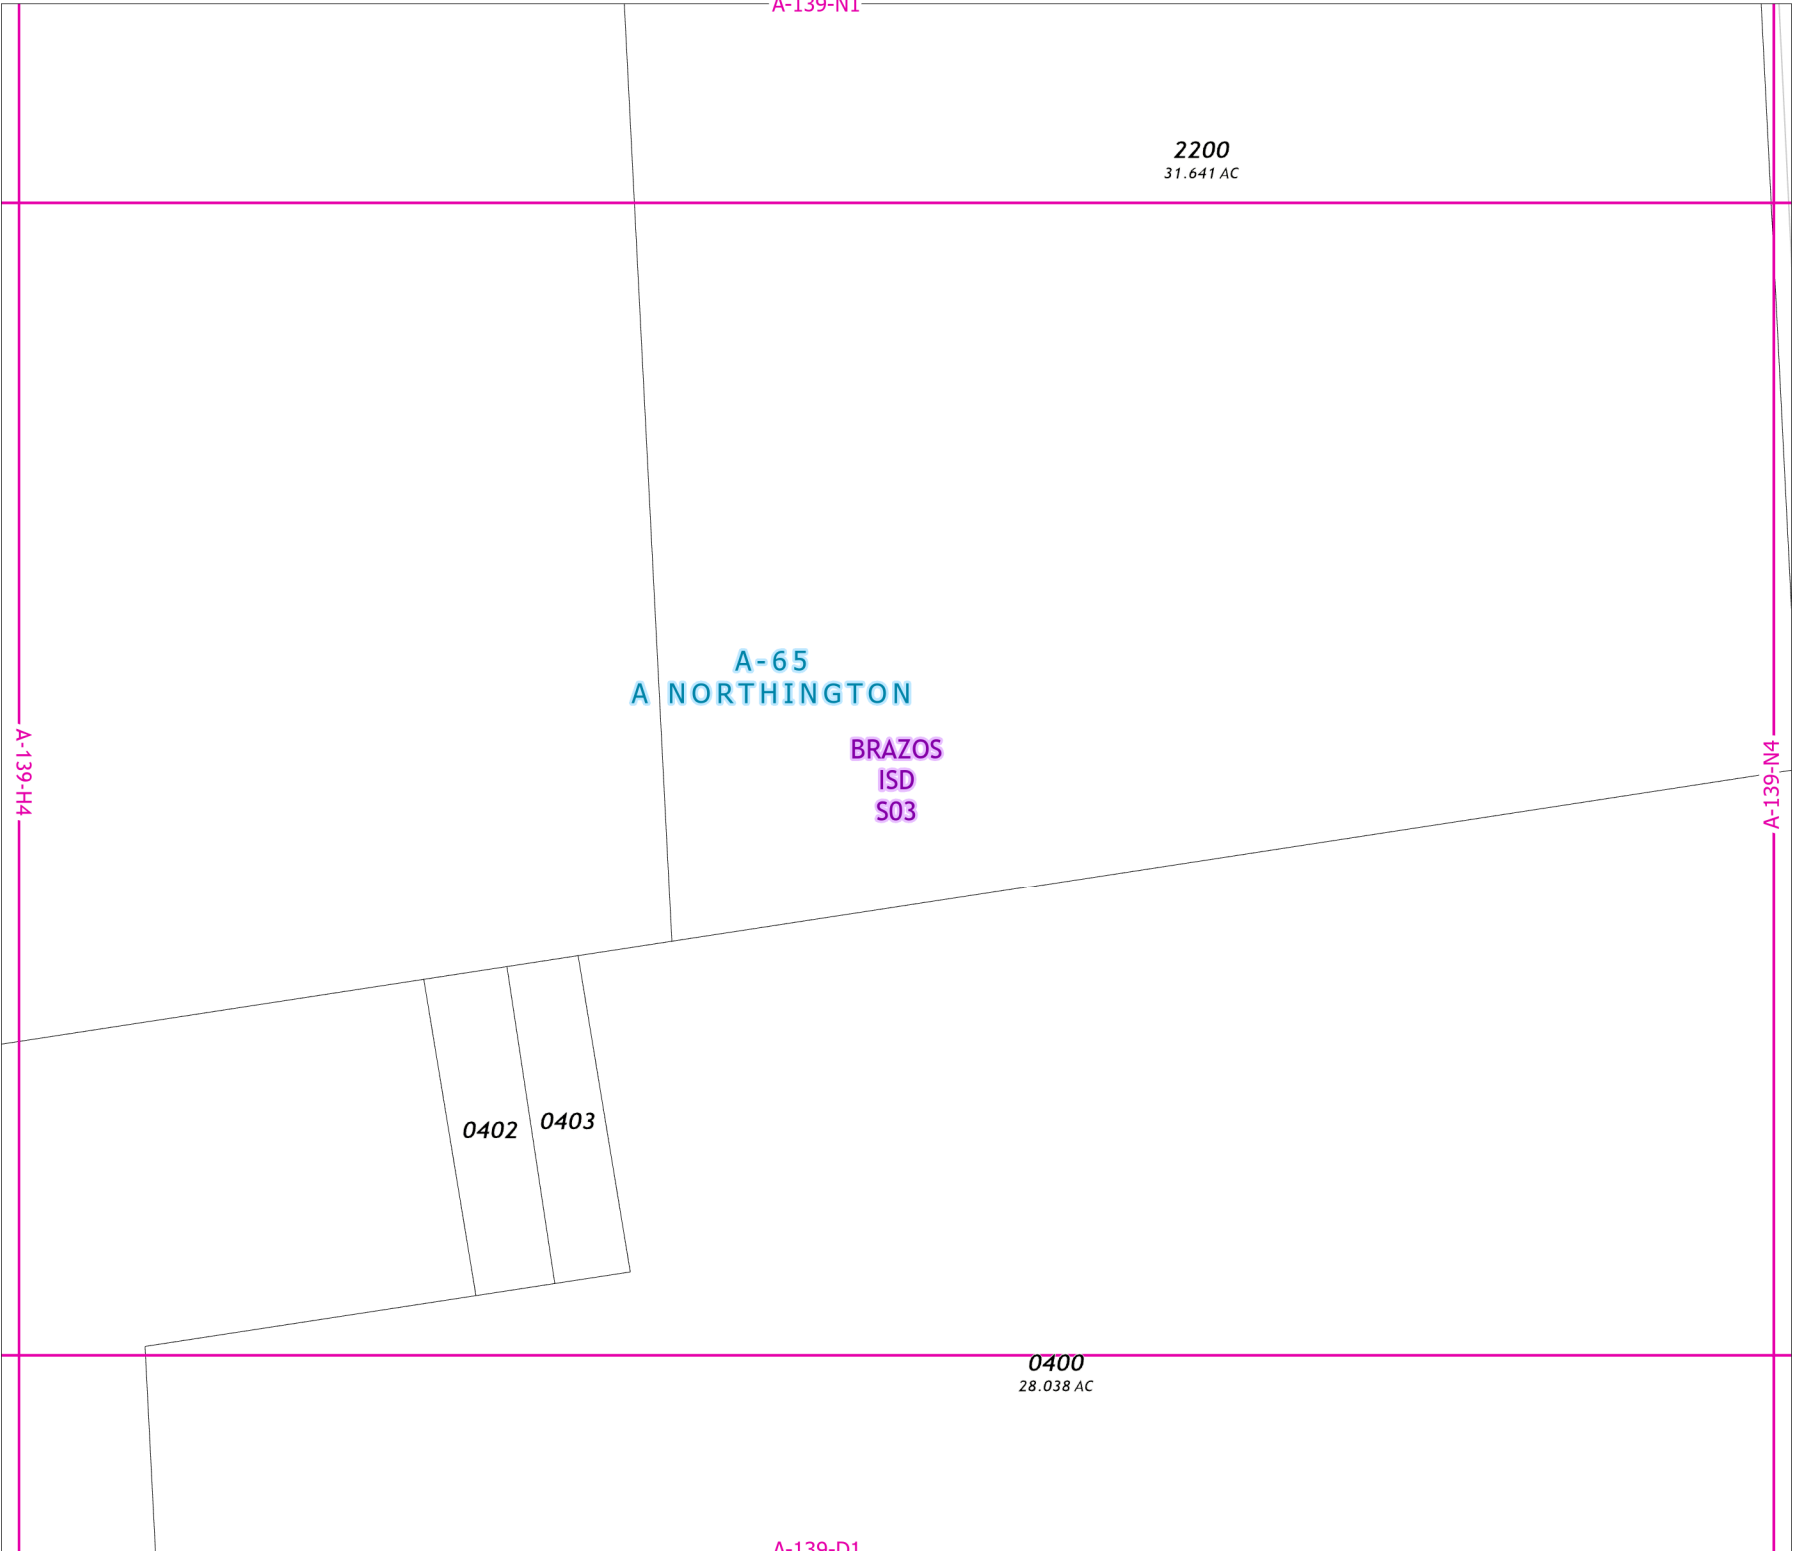 A-139-N1
2200
31.641 AC
A-65
A NORTHINGTON
BRAZOS
ISD
S03
A-139-H4
A-139-N4
0402
0403
0400
28.038 AC
A-139-D1